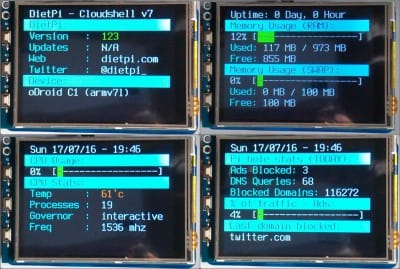 DietPi - Cloudshell v7
DietPi:
Version : 123
Updates : N/A
Web : dietpi.com
Twitter : @dietpi_
Device:
oDroid C1 (armv7l)
Uptime: 0 Day, 0 Hour
Memory Usage (RAM):
12% [----------------]
Used: 117 MB / 973 MB
Free: 855 MB
Memory Usage (SWAP):
0% [----------------]
Used: 0 MB / 100 MB
Free: 100 MB
Sun 17/07/16 - 19:46
CPU Usage:
0% [----------------]
CPU Stats:
Temp : 61'c
Processes : 19
Governor : interactive
Freq : 1536 mhz
Sun 17/07/16 - 19:46
Pi-hole stats (TODAY):
Ads Blocked: 3
DNS Queries: 68
Blocked Domains: 116272
% of traffic - Ads:
4% [----------------]
Last domain blocked:
twitter.com